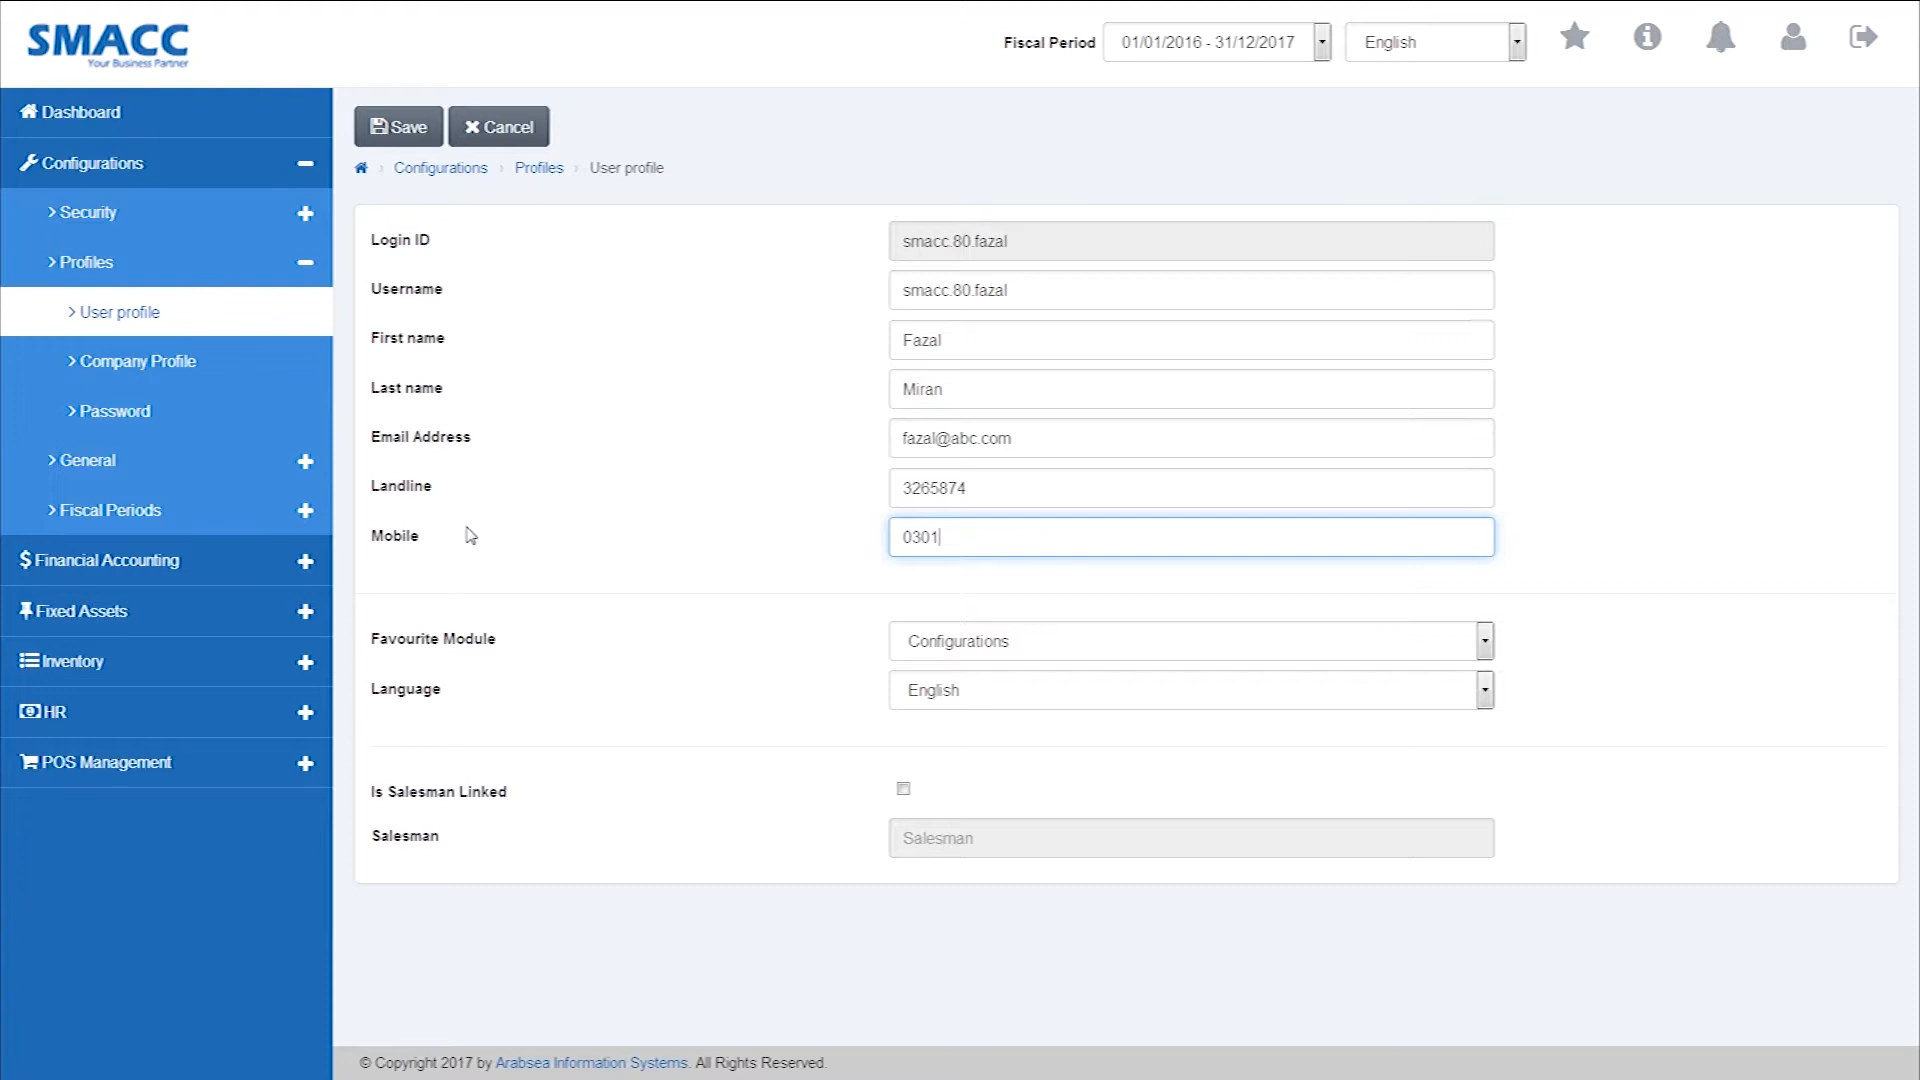 SMACC
Your Business Partner
Fiscal Period
01/01/2016 - 31/12/2017
English
Dashboard
Configurations
Security
Profiles
User profile
Company Profile
Password
General
Fiscal Periods
Financial Accounting
Fixed Assets
Inventory
HR
POS Management
Save
Cancel
Configurations
Profiles
User profile
Login ID
smacc.80.fazal
Username
smacc.80.fazal
First name
Fazal
Last name
Miran
Email Address
fazal@abc.com
Landline
3265874
Mobile
0301
Favourite Module
Configurations
Language
English
Is Salesman Linked
Salesman
Salesman
© Copyright 2017 by Arabsea Information Systems. All Rights Reserved.